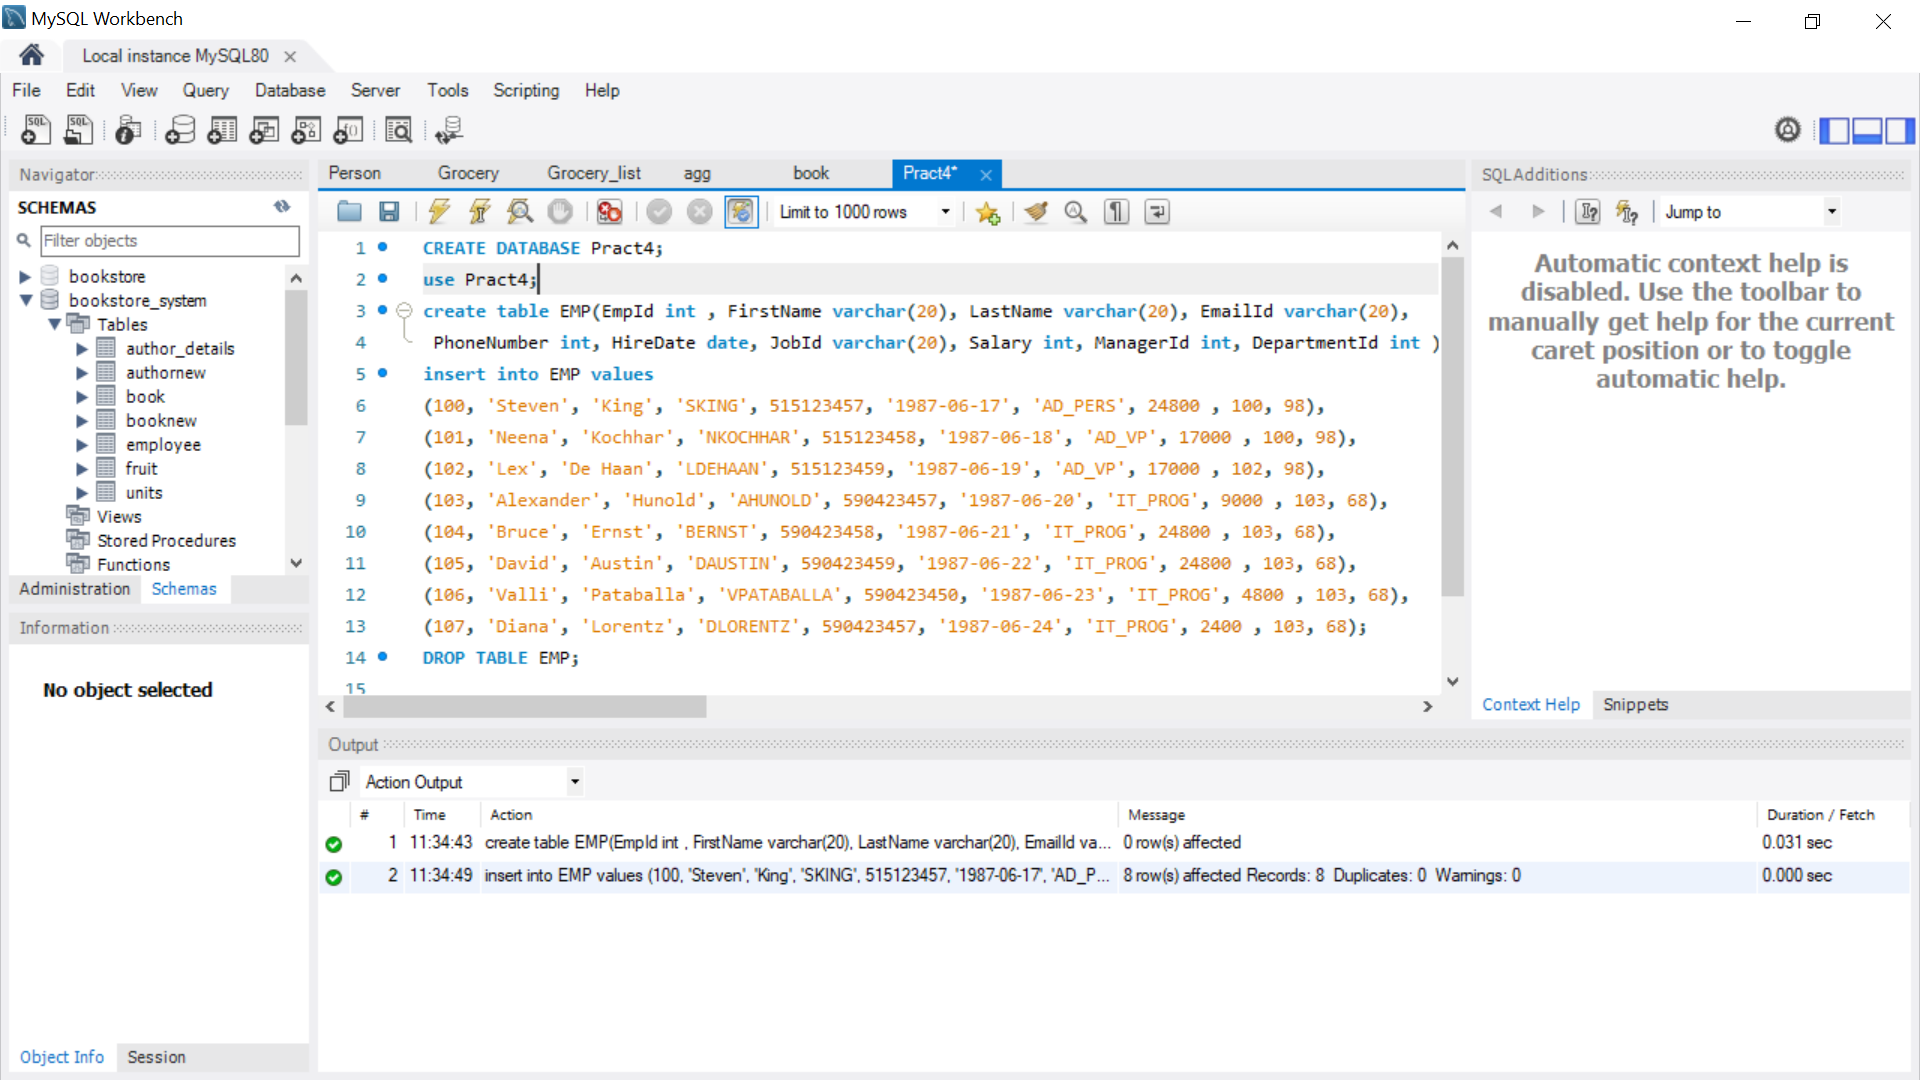 MySQL Workbench
Local instance MySQL80
File Edit View Query Database Server Tools Scripting Help
Navigator
SCHEMAS
Filter objects
bookstore
bookstore_system
Tables
author_details
authornew
book
booknew
employee
fruit
units
Views
Stored Procedures
Functions
Administration Schemas
Information
No object selected
Object Info Session
Person Grocery Grocery_list agg book Pract4*
Limit to 1000 rows
1 CREATE DATABASE Pract4;
2 use Pract4;
3 create table EMP(EmpId int , FirstName varchar(20), LastName varchar(20), EmailId varchar(20),
4 PhoneNumber int, HireDate date, JobId varchar(20), Salary int, ManagerId int, DepartmentId int )
5 insert into EMP values
6 (100, 'Steven', 'King', 'SKING', 515123457, '1987-06-17', 'AD_PERS', 24800 , 100, 98),
7 (101, 'Neena', 'Kochhar', 'NKOCHHAR', 515123458, '1987-06-18', 'AD_VP', 17000 , 100, 98),
8 (102, 'Lex', 'De Haan', 'LDEHAAN', 515123459, '1987-06-19', 'AD_VP', 17000 , 102, 98),
9 (103, 'Alexander', 'Hunold', 'AHUNOLD', 590423457, '1987-06-20', 'IT_PROG', 9000 , 103, 68),
10 (104, 'Bruce', 'Ernst', 'BERNST', 590423458, '1987-06-21', 'IT_PROG', 24800 , 103, 68),
11 (105, 'David', 'Austin', 'DAUSTIN', 590423459, '1987-06-22', 'IT_PROG', 24800 , 103, 68),
12 (106, 'Valli', 'Pataballa', 'VPATABALLA', 590423450, '1987-06-23', 'IT_PROG', 4800 , 103, 68),
13 (107, 'Diana', 'Lorentz', 'DLORENTZ', 590423457, '1987-06-24', 'IT_PROG', 2400 , 103, 68);
14 DROP TABLE EMP;
15
SQLAdditions
Jump to
Automatic context help is
disabled. Use the toolbar to
manually get help for the current
caret position or to toggle
automatic help.
Context Help Snippets
Output
Action Output
# Time Action Message Duration / Fetch
1 11:34:43 create table EMP(EmpId int , FirstName varchar(20), LastName varchar(20), EmailId va... 0 row(s) affected 0.031 sec
2 11:34:49 insert into EMP values (100, 'Steven', 'King', 'SKING', 515123457, '1987-06-17', 'AD_P... 8 row(s) affected Records: 8 Duplicates: 0 Warnings: 0 0.000 sec